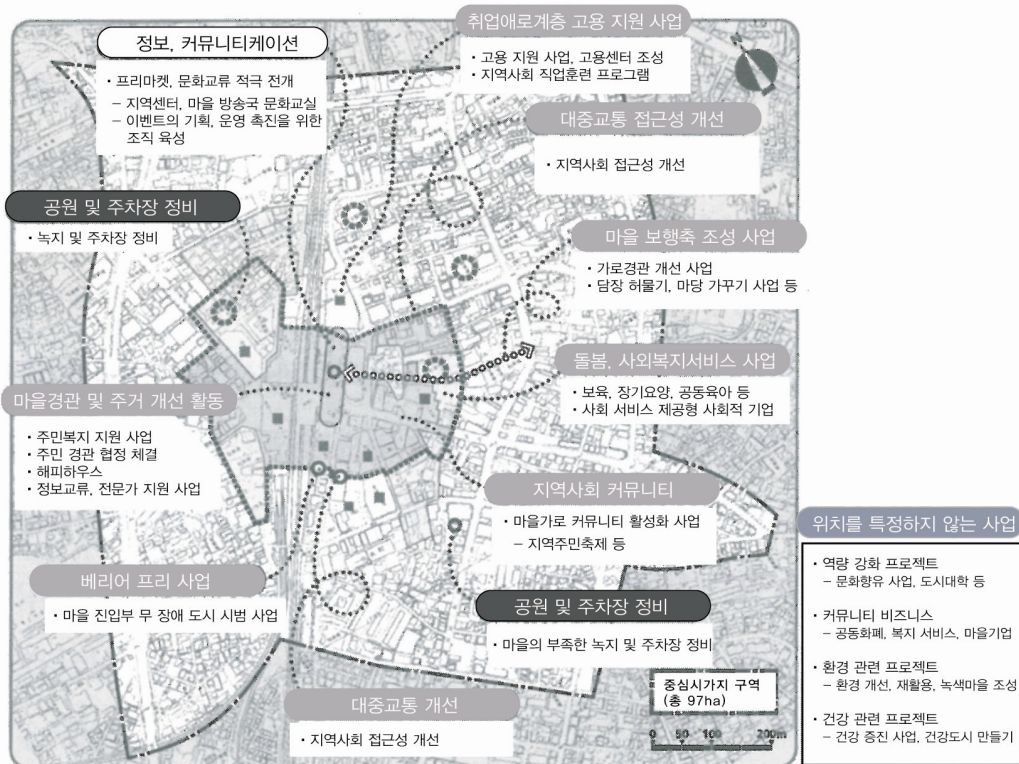 정보, 커뮤니티케이션
· 프리마켓, 문화교류 적극 전개
– 지역센터, 마을 방송국 문화교실
– 이벤트의 기획, 운영 촉진을 위한
조직 육성
취업애로계층 고용 지원 사업
· 고용 지원 사업, 고용센터 조성
· 지역사회 직업훈련 프로그램
대중교통 접근성 개선
· 지역사회 접근성 개선
공원 및 주차장 정비
· 녹지 및 주차장 정비
마을 보행축 조성 사업
· 가로경관 개선 사업
· 담장 허물기, 마당 가꾸기 사업 등
돌봄, 사외복지서비스 사업
· 보육, 장기요양, 공동육아 등
· 사회 서비스 제공형 사회적 기업
마을경관 및 주거 개선 활동
· 주민복지 지원 사업
· 주민 경관 협정 체결
· 해피하우스
· 정보교류, 전문가 지원 사업
지역사회 커뮤니티
· 마을가로 커뮤니티 활성화 사업
– 지역주민축제 등
베리어 프리 사업
· 마을 진입부 무 장애 도시 시범 사업
공원 및 주차장 정비
· 마을의 부족한 녹지 및 주차장 정비
대중교통 개선
· 지역사회 접근성 개선
중심시가지 구역
(총 97ha)
0 50 100 200m
위치를 특정하지 않는 사업
· 역량 강화 프로젝트
– 문화향유 사업, 도시대학 등
· 커뮤니티 비즈니스
– 공동화폐, 복지 서비스, 마을기업
· 환경 관련 프로젝트
– 환경 개선, 재활용, 녹색마을 조성
· 건강 관련 프로젝트
– 건강 증진 사업, 건강도시 만들기